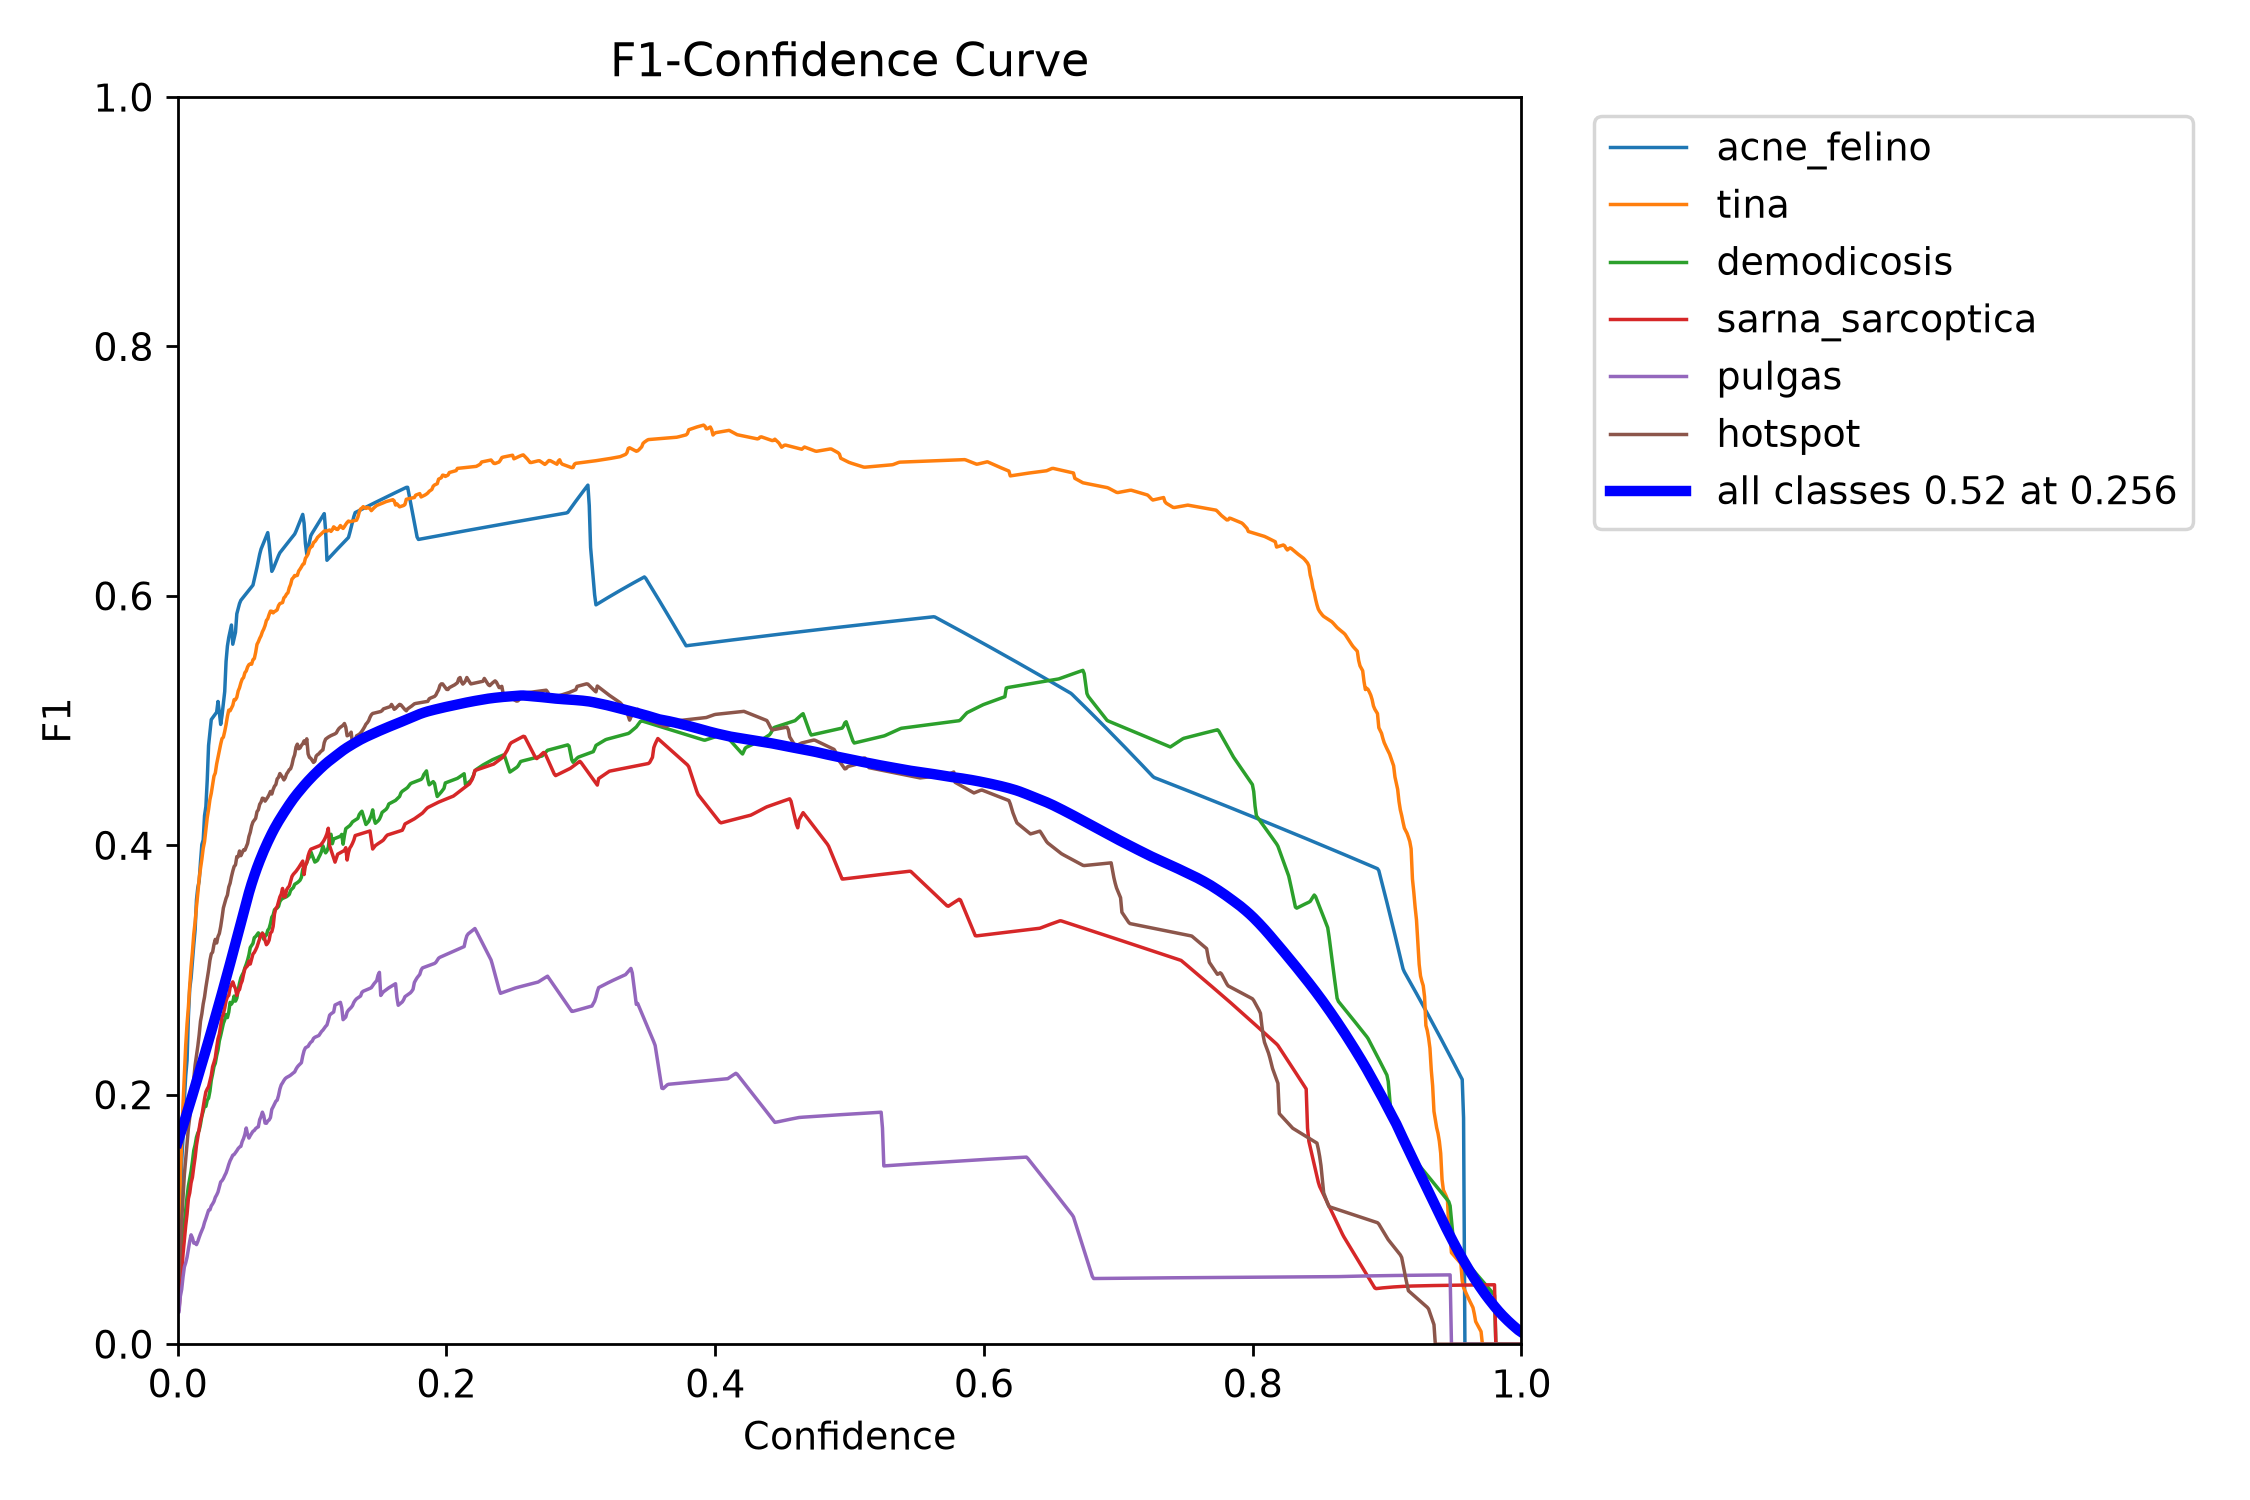 F1-Confidence Curve
1.0
0.8
0.6
0.4
0.2
0.0
F1
0.0 0.2 0.4 0.6 0.8 1.0
Confidence
acne_felino
tina
demodicosis
sarna_sarcoptica
pulgas
hotspot
all classes 0.52 at 0.256